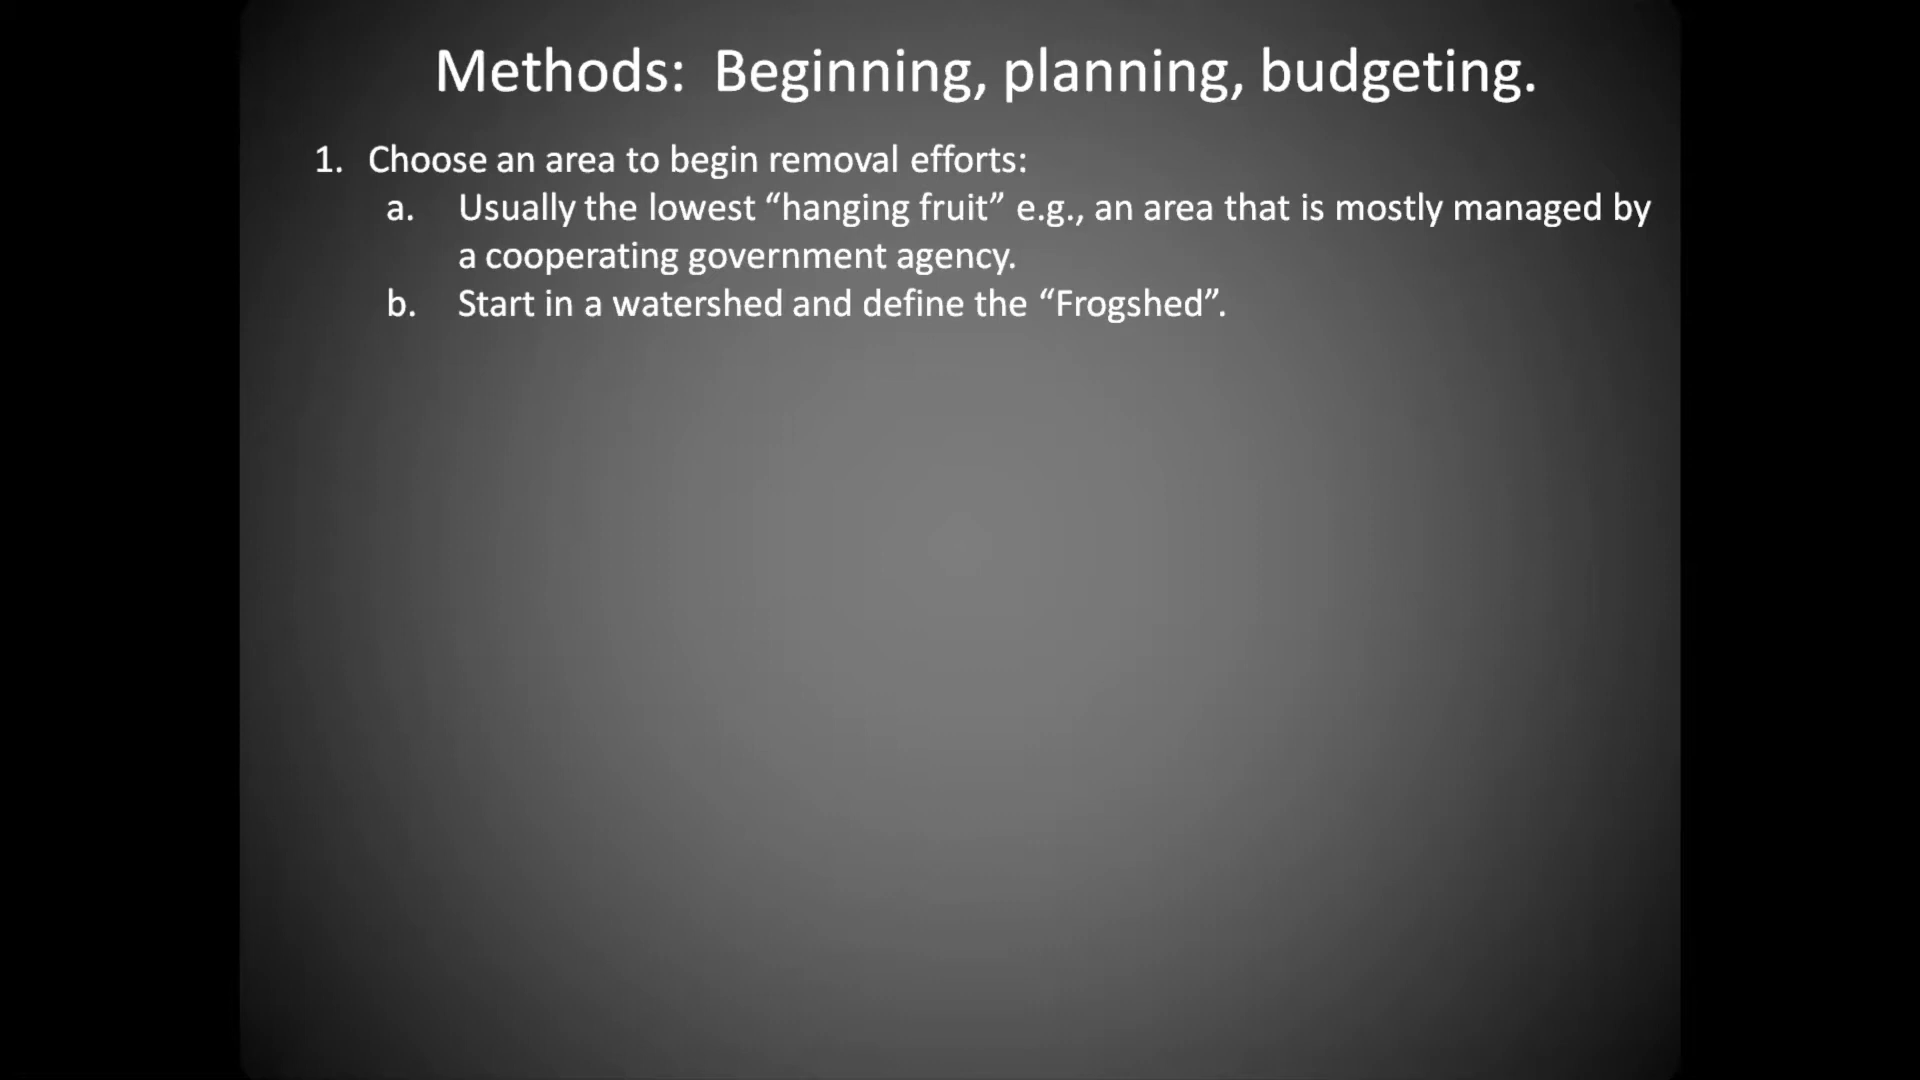 Methods:  Beginning, planning, budgeting.
1. Choose an area to begin removal efforts:
a. Usually the lowest “hanging fruit” e.g., an area that is mostly managed by
a cooperating government agency.
b. Start in a watershed and define the “Frogshed”.